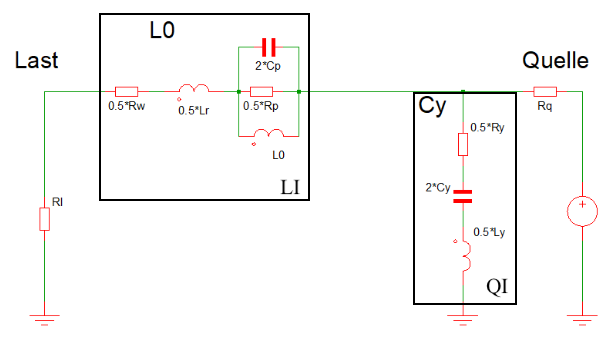 L0
Last
Quelle
2*Cp
0.5*Rw
0.5*Lr
0.5*Rp
Cy
Rq
0.5*Ry
L0
LI
2*Cy
Rl
+
0.5*Ly
QI